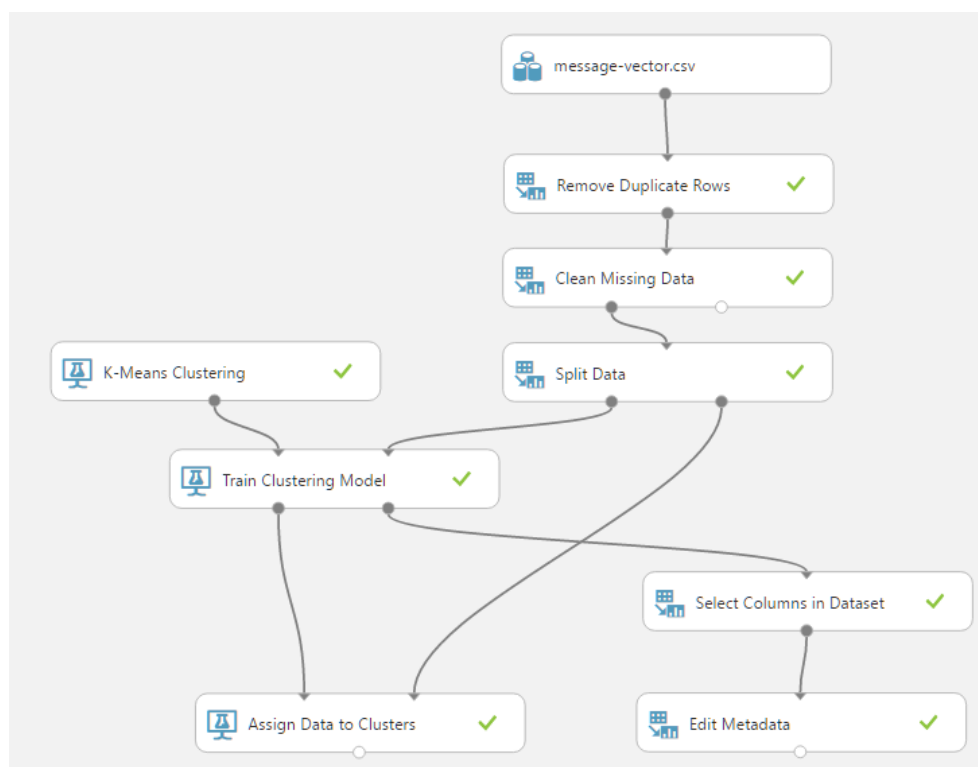 message-vector.csv
Remove Duplicate Rows
Clean Missing Data
K-Means Clustering
Split Data
Train Clustering Model
Select Columns in Dataset
Assign Data to Clusters
Edit Metadata